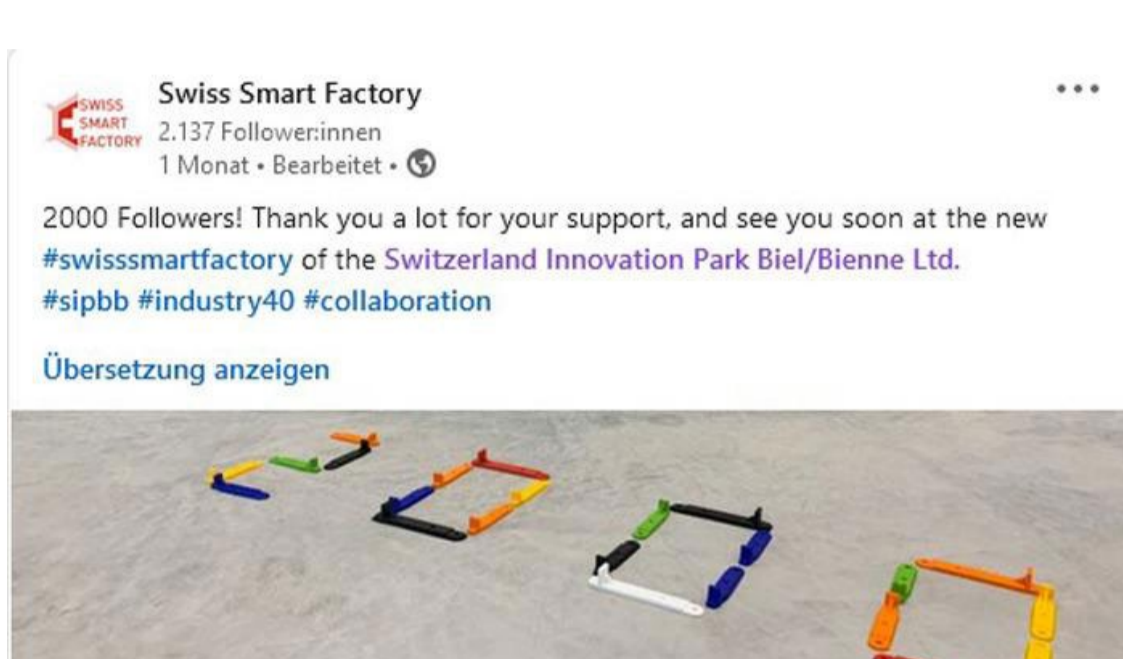 SWISS
SMART
FACTORY
Swiss Smart Factory
2.137 Follower:innen
1 Monat • Bearbeitet •
2000 Followers! Thank you a lot for your support, and see you soon at the new
#swisssmartfactory of the Switzerland Innovation Park Biel/Bienne Ltd.
#sipbb #industry40 #collaboration
Übersetzung anzeigen
2000